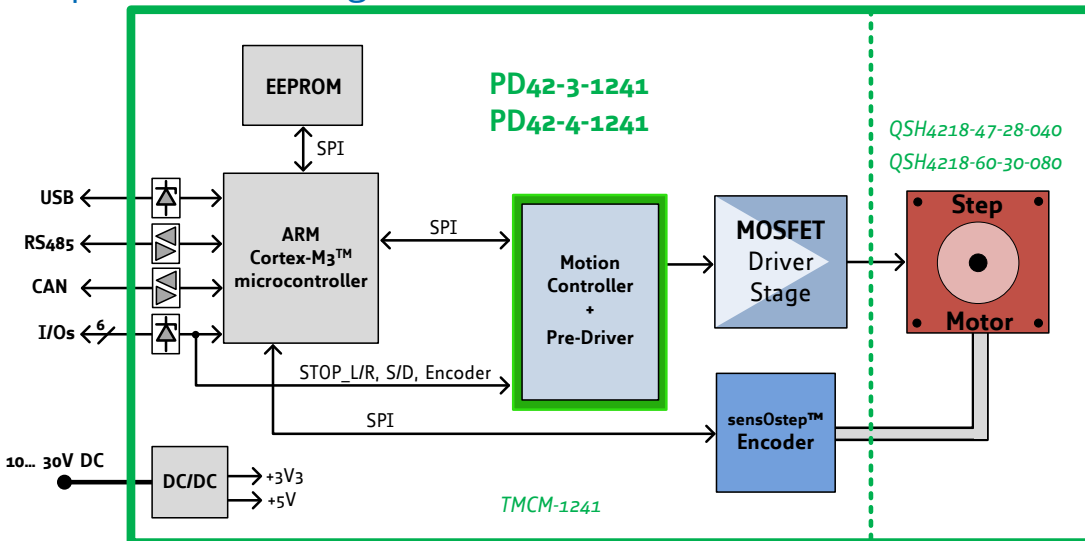 EEPROM
PD42-3-1241
PD42-4-1241
QSH4218-47-28-040
QSH4218-60-30-080
SPI
USB
RS485
CAN
I/Os
6
ARM
Cortex-M3™
microcontroller
SPI
Motion
Controller
+
Pre-Driver
MOSFET
Driver
Stage
Step
Motor
STOP_L/R, S/D, Encoder
SPI
sensOstep™
Encoder
10... 30V DC
DC/DC
+3V3
+5V
TMCM-1241